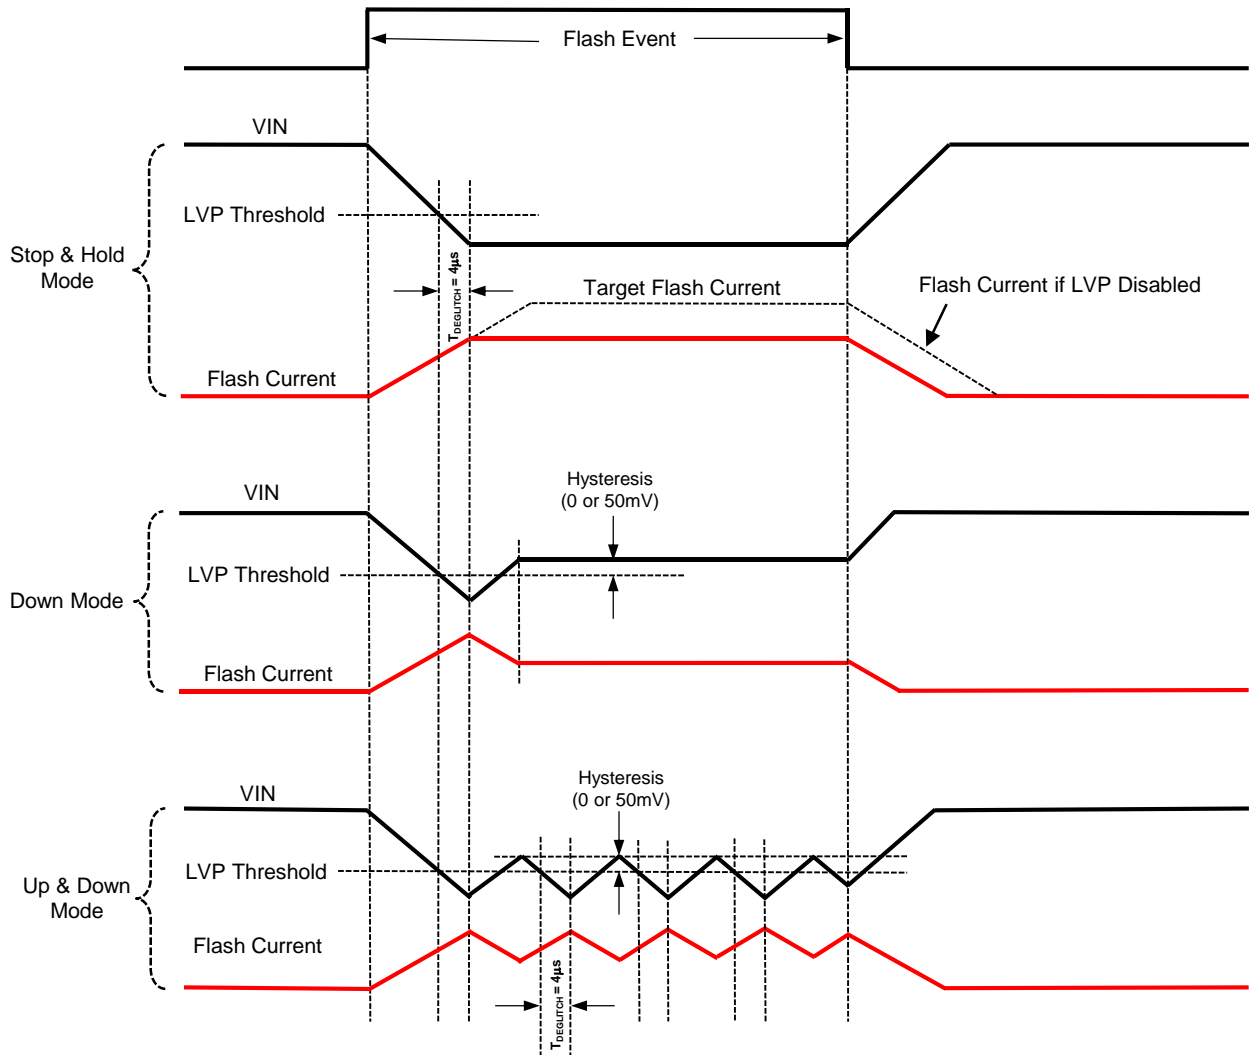 Flash Event
VIN
LVP Threshold
Stop & Hold
Mode
TDEGLITCH = 4µs
Target Flash Current
Flash Current if LVP Disabled
Flash Current
VIN
Hysteresis
(0 or 50mV)
LVP Threshold
Down Mode
Flash Current
VIN
Hysteresis
(0 or 50mV)
LVP Threshold
Up & Down
Mode
Flash Current
TDEGLITCH = 4µs